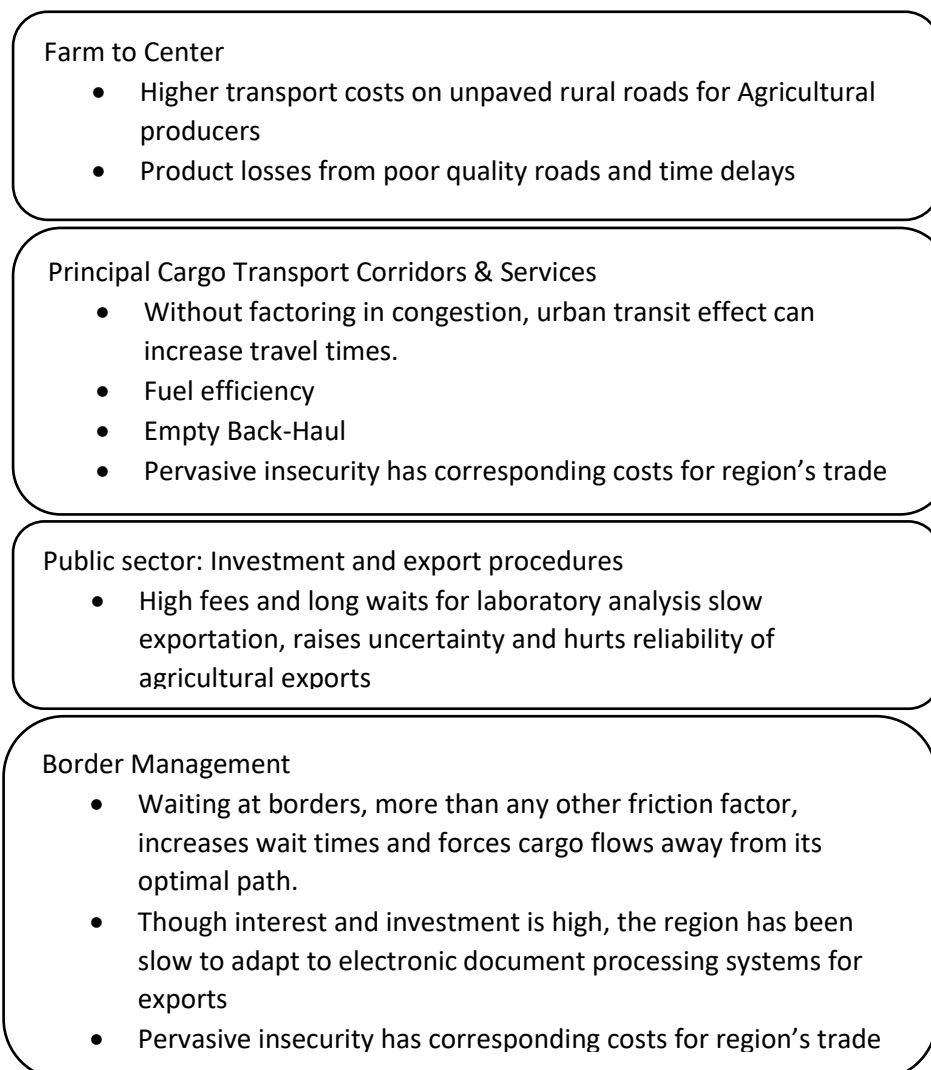 Farm to Center
• Higher transport costs on unpaved rural roads for Agricultural
producers
• Product losses from poor quality roads and time delays
Principal Cargo Transport Corridors & Services
• Without factoring in congestion, urban transit effect can
increase travel times.
• Fuel efficiency
• Empty Back-Haul
• Pervasive insecurity has corresponding costs for region’s trade
Public sector: Investment and export procedures
• High fees and long waits for laboratory analysis slow
exportation, raises uncertainty and hurts reliability of
agricultural exports
Border Management
• Waiting at borders, more than any other friction factor,
increases wait times and forces cargo flows away from its
optimal path.
• Though interest and investment is high, the region has been
slow to adapt to electronic document processing systems for
exports
• Pervasive insecurity has corresponding costs for region’s trade